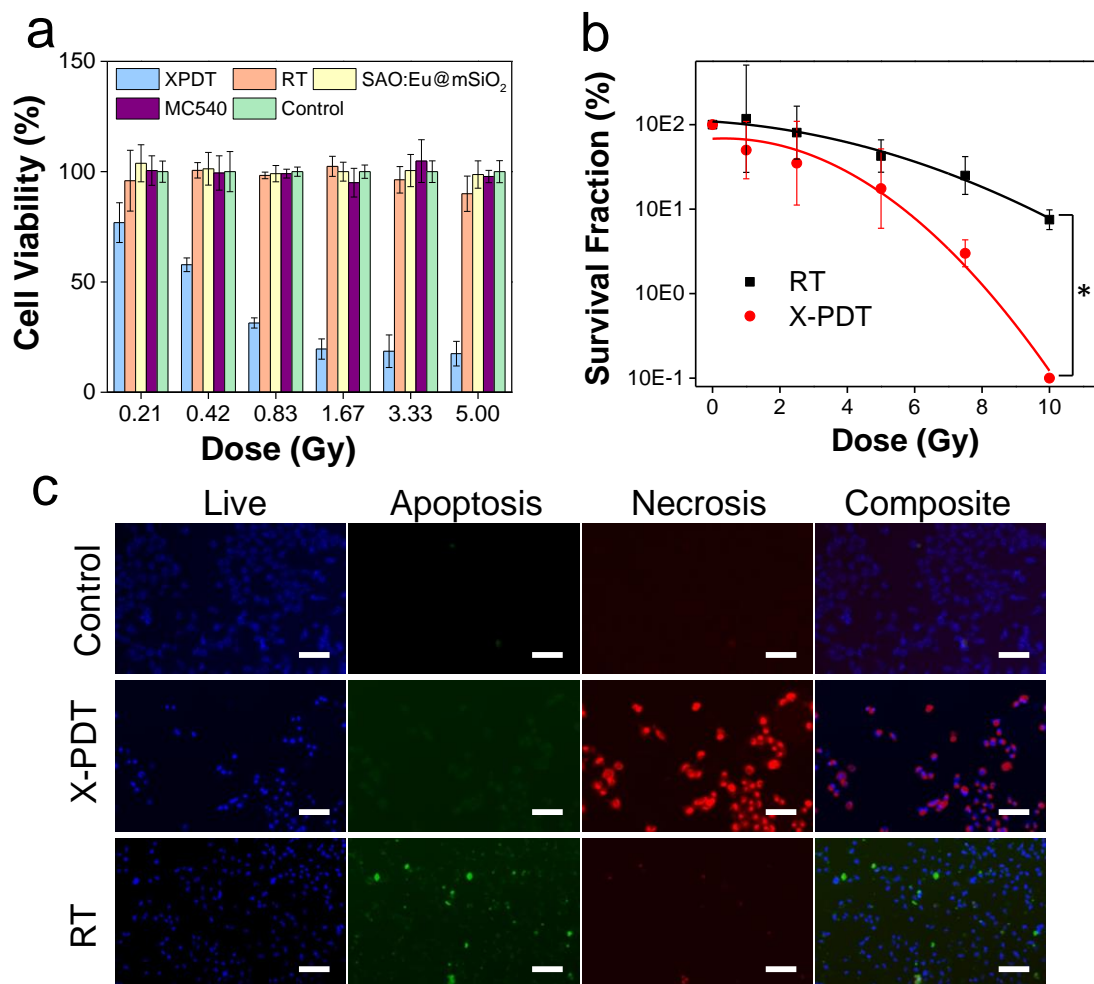 a
150
100
50
0
Cell Viability (%)
XPDT RT SAO:Eu@mSiO₂
MC540 Control
0.21 0.42 0.83 1.67 3.33 5.00
Dose (Gy)
b
10E2
10E1
10E0
10E-1
Survival Fraction (%)
RT
X-PDT
*
0 2 4 6 8 10
Dose (Gy)
c
Live Apoptosis Necrosis Composite
Control
X-PDT
RT